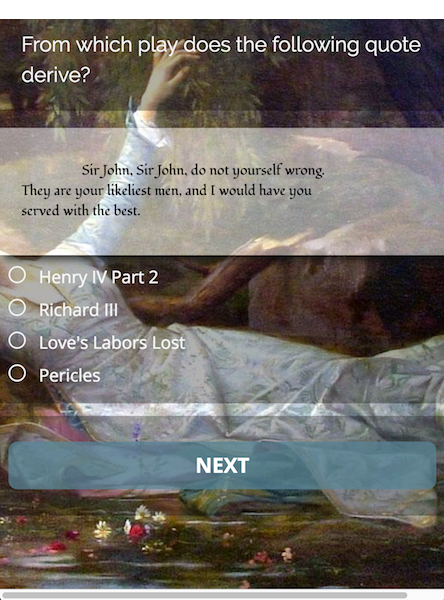 From which play does the following quote
derive?
Sir John, Sir John, do not yourself wrong.
They are your likeliest men, and I would have you
served with the best.
Henry IV Part 2
Richard III
Love's Labors Lost
Pericles
NEXT